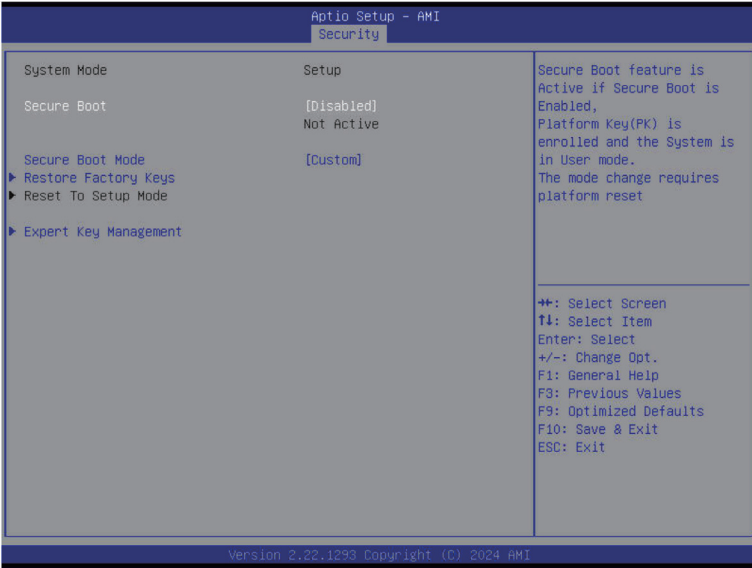 Aptio Setup - AMI
Security
System Mode Setup
Secure Boot [Disabled]
Not Active
Secure Boot Mode [Custom]
Restore Factory Keys
Reset To Setup Mode
Expert Key Management
Secure Boot feature is
Active if Secure Boot is
Enabled,
Platform Key(PK) is
enrolled and the System is
in User mode.
The mode change requires
platform reset
→←: Select Screen
↑↓: Select Item
Enter: Select
+/-: Change Opt.
F1: General Help
F3: Previous Values
F9: Optimized Defaults
F10: Save & Exit
ESC: Exit
Version 2.22.1293 Copyright (C) 2024 AMI